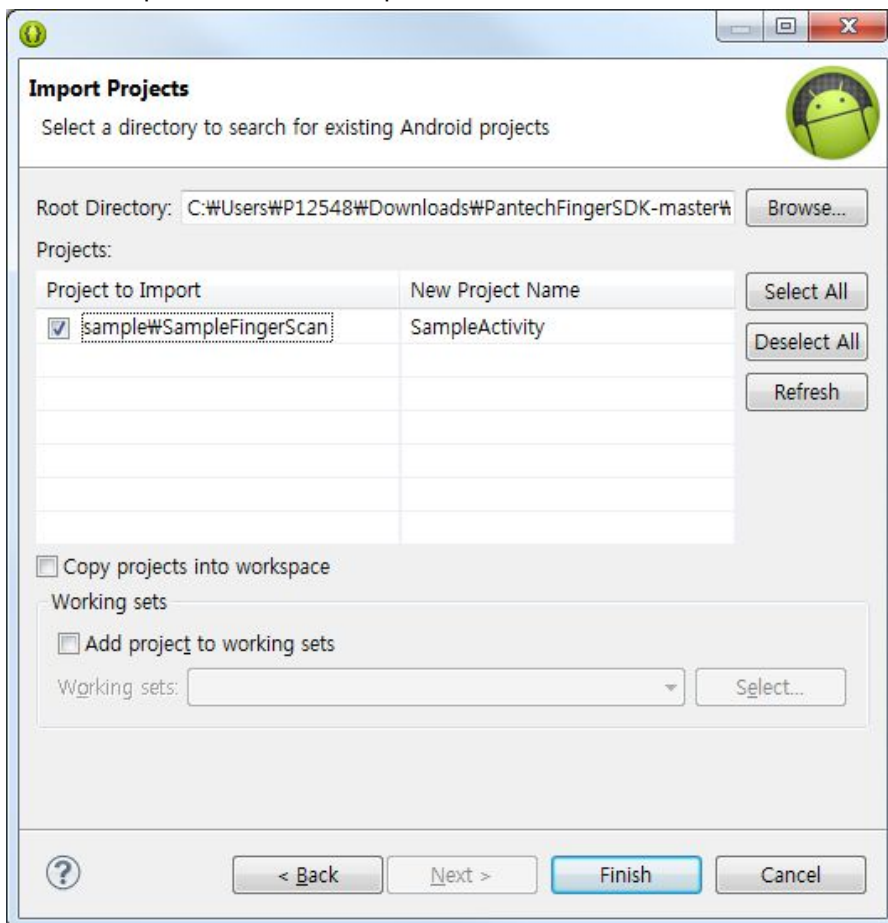 Import Projects
Select a directory to search for existing Android projects
Root Directory: C:₩Users₩P12548₩Downloads₩PantechFingerSDK-master₩ Browse...
Projects:
Project to Import New Project Name Select All
sample₩SampleFingerScan SampleActivity
Deselect All
Refresh
Copy projects into workspace
Working sets
Add project to working sets
Working sets: Select...
< Back Next > Finish Cancel